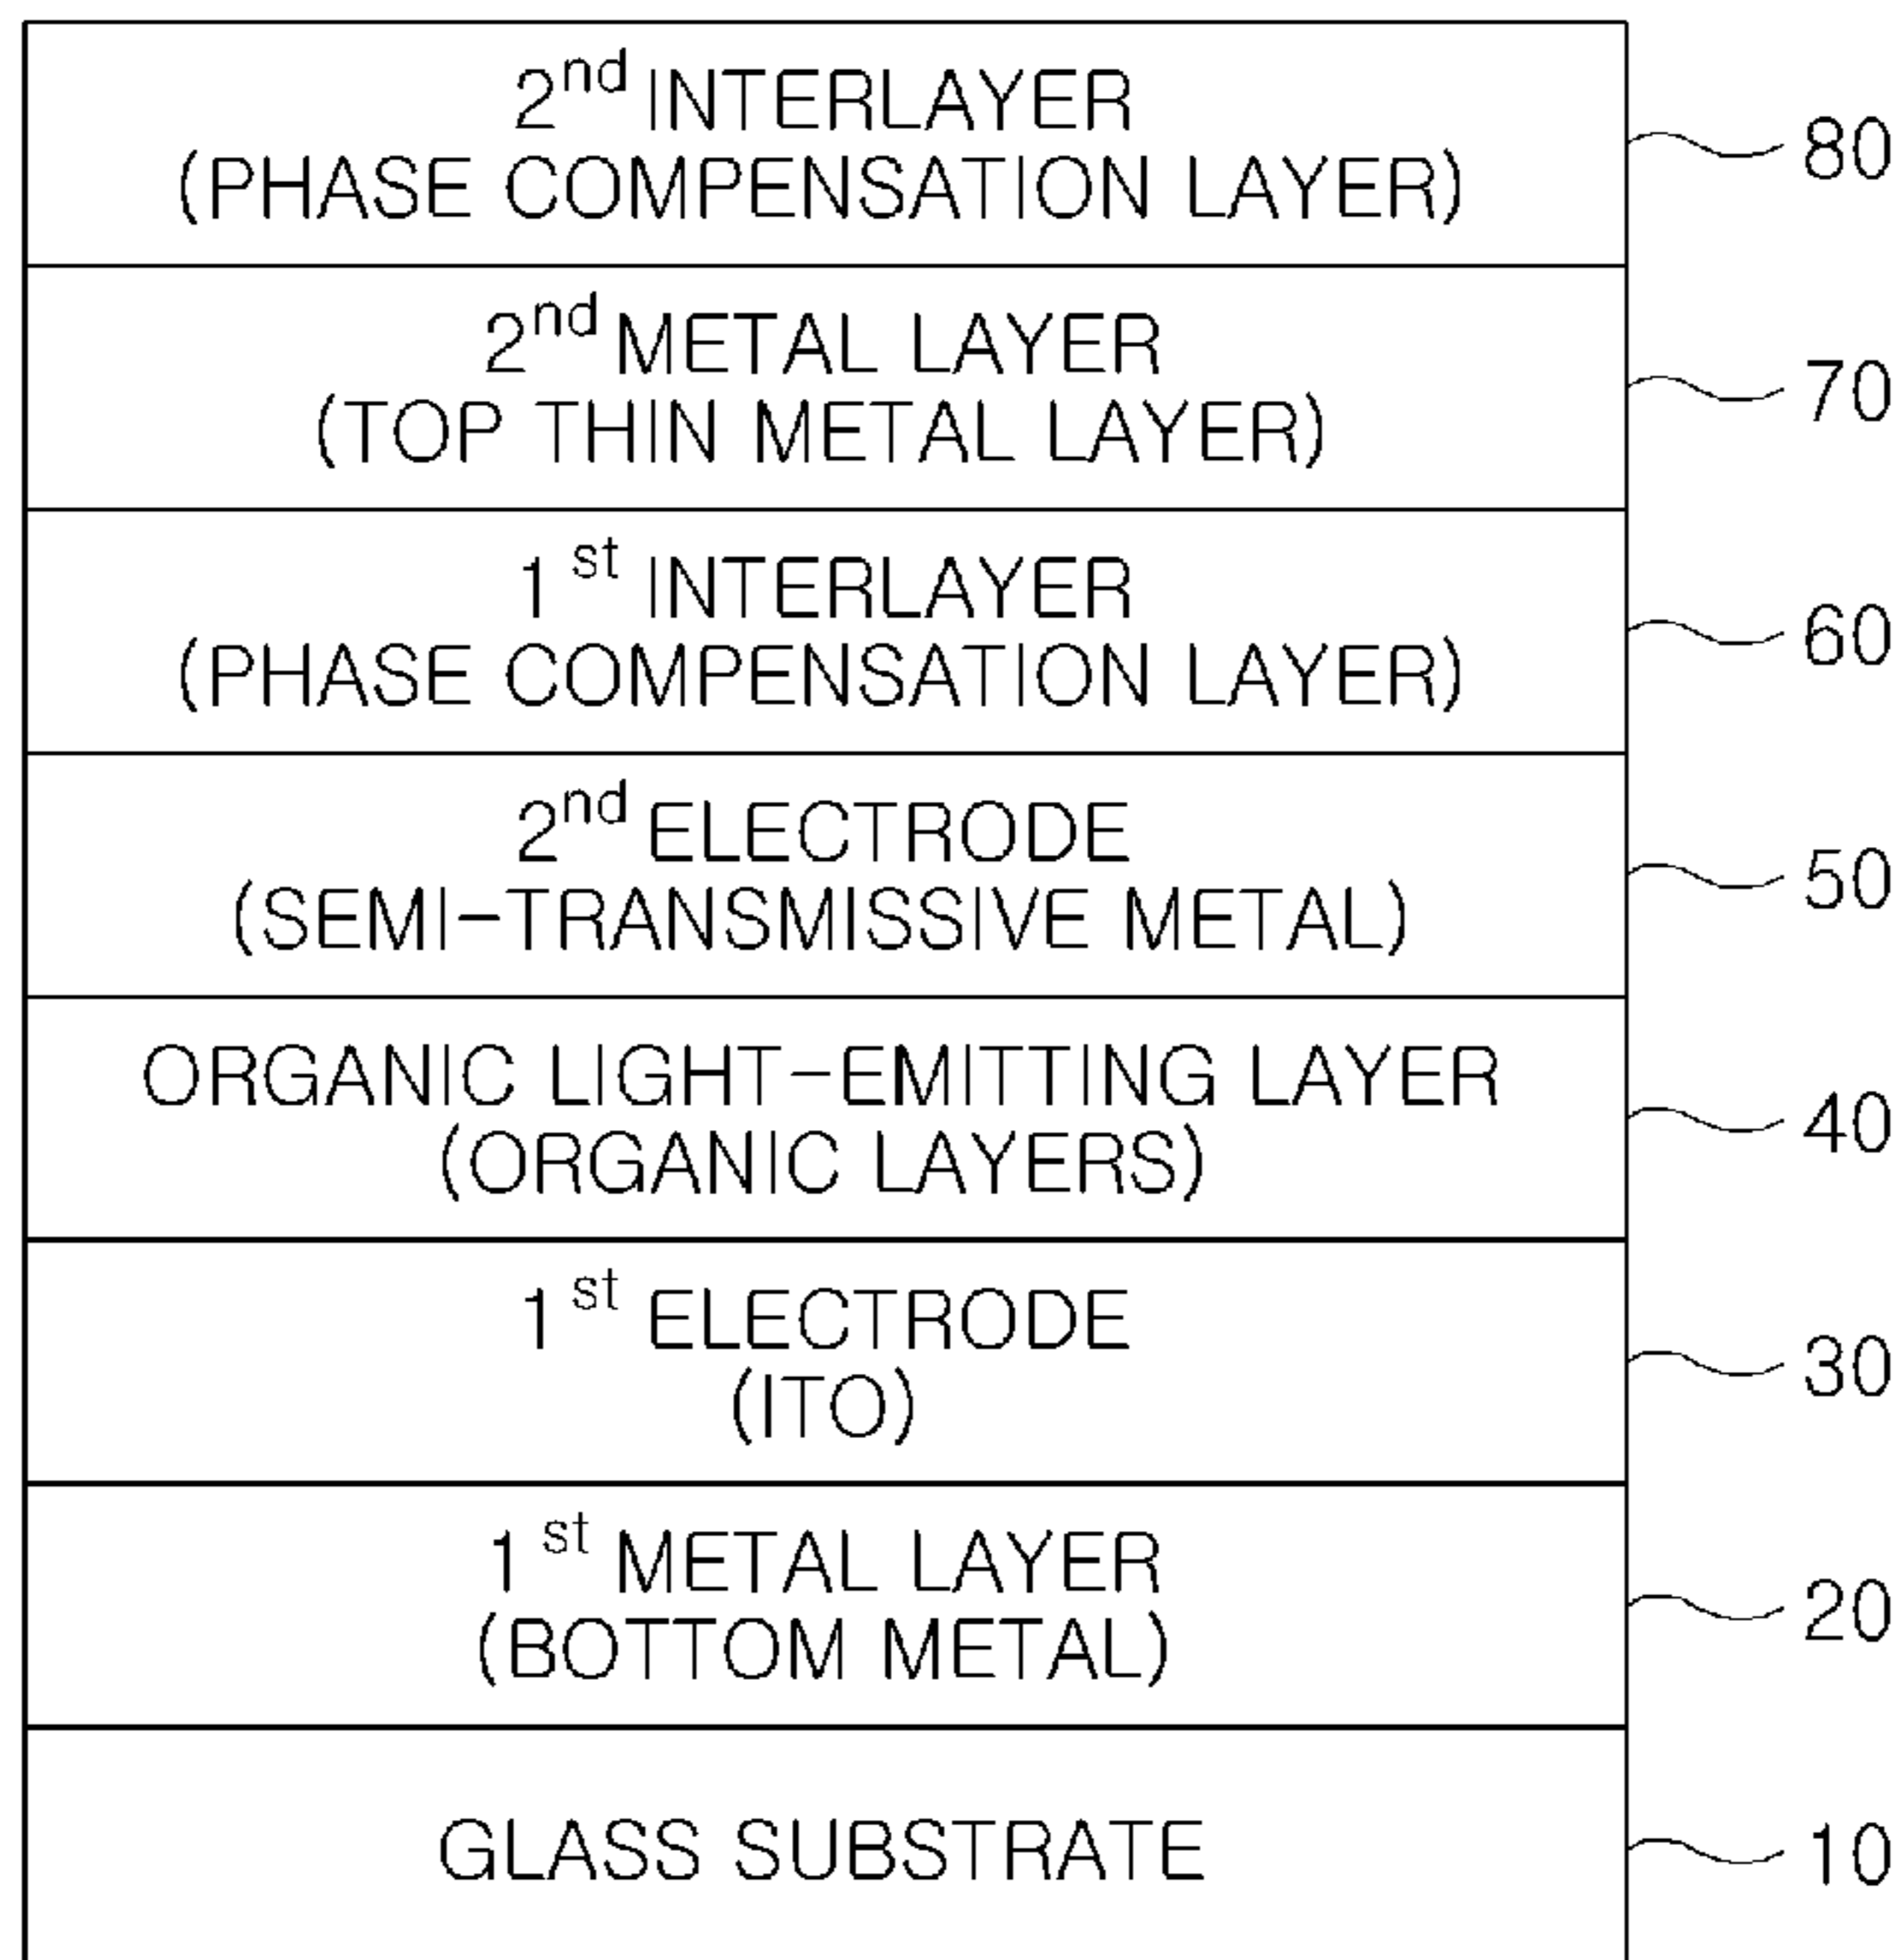 2nd INTERLAYER
(PHASE COMPENSATION LAYER)
80
2nd METAL LAYER
(TOP THIN METAL LAYER)
70
1st INTERLAYER
(PHASE COMPENSATION LAYER)
60
2nd ELECTRODE
(SEMI-TRANSMISSIVE METAL)
50
ORGANIC LIGHT-EMITTING LAYER
(ORGANIC LAYERS)
40
1st ELECTRODE
(ITO)
30
1st METAL LAYER
(BOTTOM METAL)
20
GLASS SUBSTRATE
10